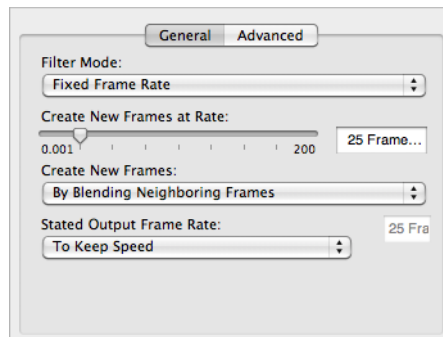 General Advanced
Filter Mode:
Fixed Frame Rate
Create New Frames at Rate:
0.001 200 25 Frame...
Create New Frames:
By Blending Neighboring Frames
Stated Output Frame Rate: 25 Fra
To Keep Speed